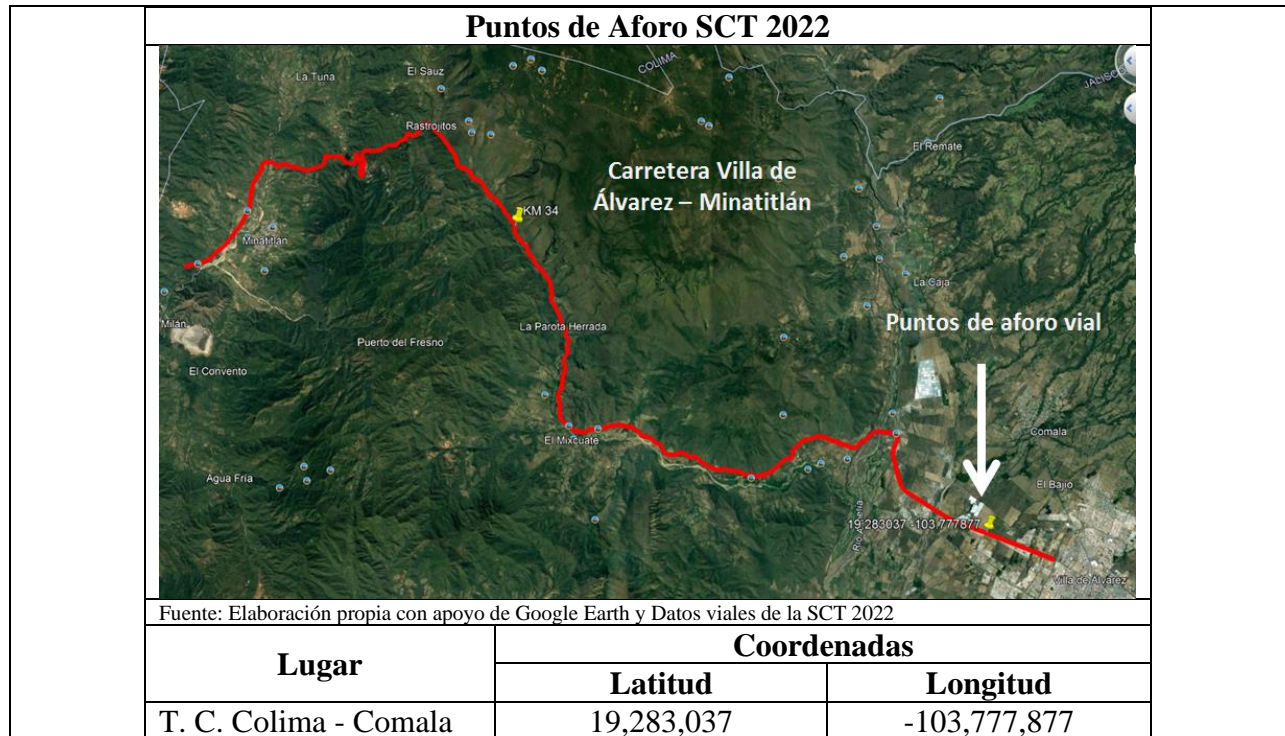 Puntos de Aforo SCT 2022
La Tuna
El Sauz
COLIMA
JALISCO
Rastrojitos
El Remate
Carretera Villa de
Álvarez – Minatitlán
KM 34
Minatitlán
La Caja
Milán
La Parota Herrada
Puntos de aforo vial
Puerto del Fresno
El Convento
El Mixcuate
Comala
Agua Fría
El Bajío
19.283037 -103.777877
Villa de Álvarez
Fuente: Elaboración propia con apoyo de Google Earth y Datos viales de la SCT 2022
Lugar
Coordenadas
Latitud
Longitud
T. C. Colima - Comala
19,283,037
-103,777,877